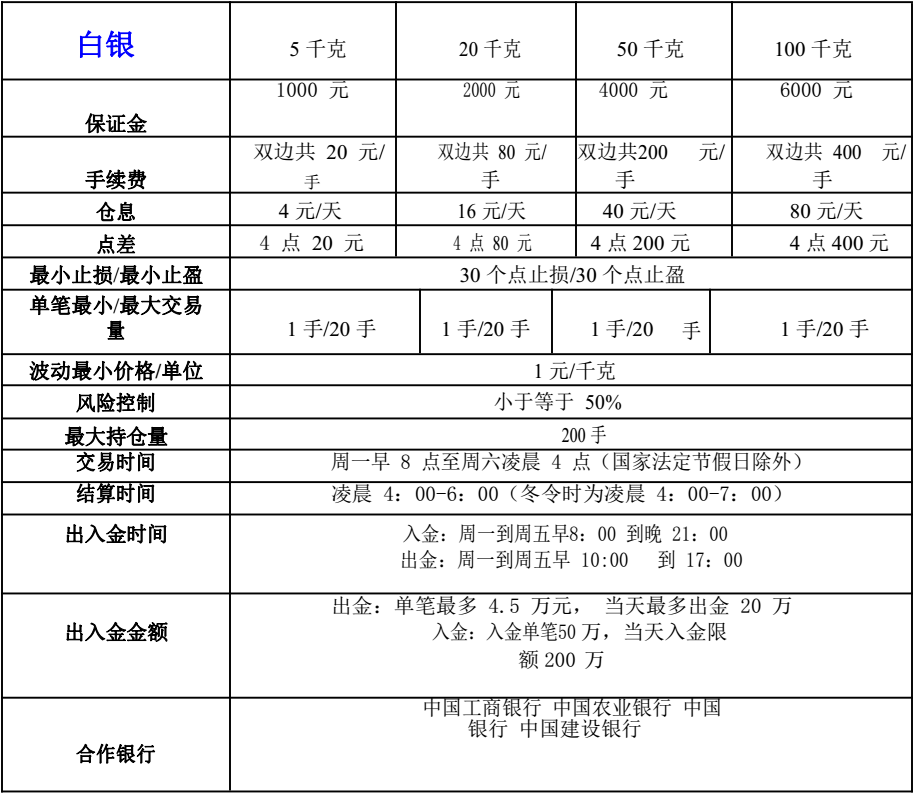 白银 5 千克 20 千克 50 千克 100 千克
1000 元 2000 元 4000 元 6000 元
保证金
双边共 20 元/ 双边共 80 元/ 双边共200 元/ 双边共 400 元/
手续费 手 手 手 手
仓息 4 元/天 16 元/天 40 元/天 80 元/天
点差 4 点 20 元 4 点 80 元 4 点 200 元 4 点 400 元
最小止损/最小止盈 30 个点止损/30 个点止盈
单笔最小/最大交易
量 1 手/20 手 1 手/20 手 1 手/20 手 1 手/20 手
波动最小价格/单位 1 元/千克
风险控制 小于等于 50%
最大持仓量 200 手
交易时间 周一早 8 点至周六凌晨 4 点（国家法定节假日除外）
结算时间 凌晨 4：00-6：00（冬令时为凌晨 4：00-7：00）
出入金时间 入金：周一到周五早8：00 到晚 21：00
出金：周一到周五早 10:00 到 17：00
出金：单笔最多 4.5 万元， 当天最多出金 20 万
出入金金额 入金：入金单笔50 万，当天入金限
额 200 万
中国工商银行 中国农业银行 中国
银行 中国建设银行
合作银行